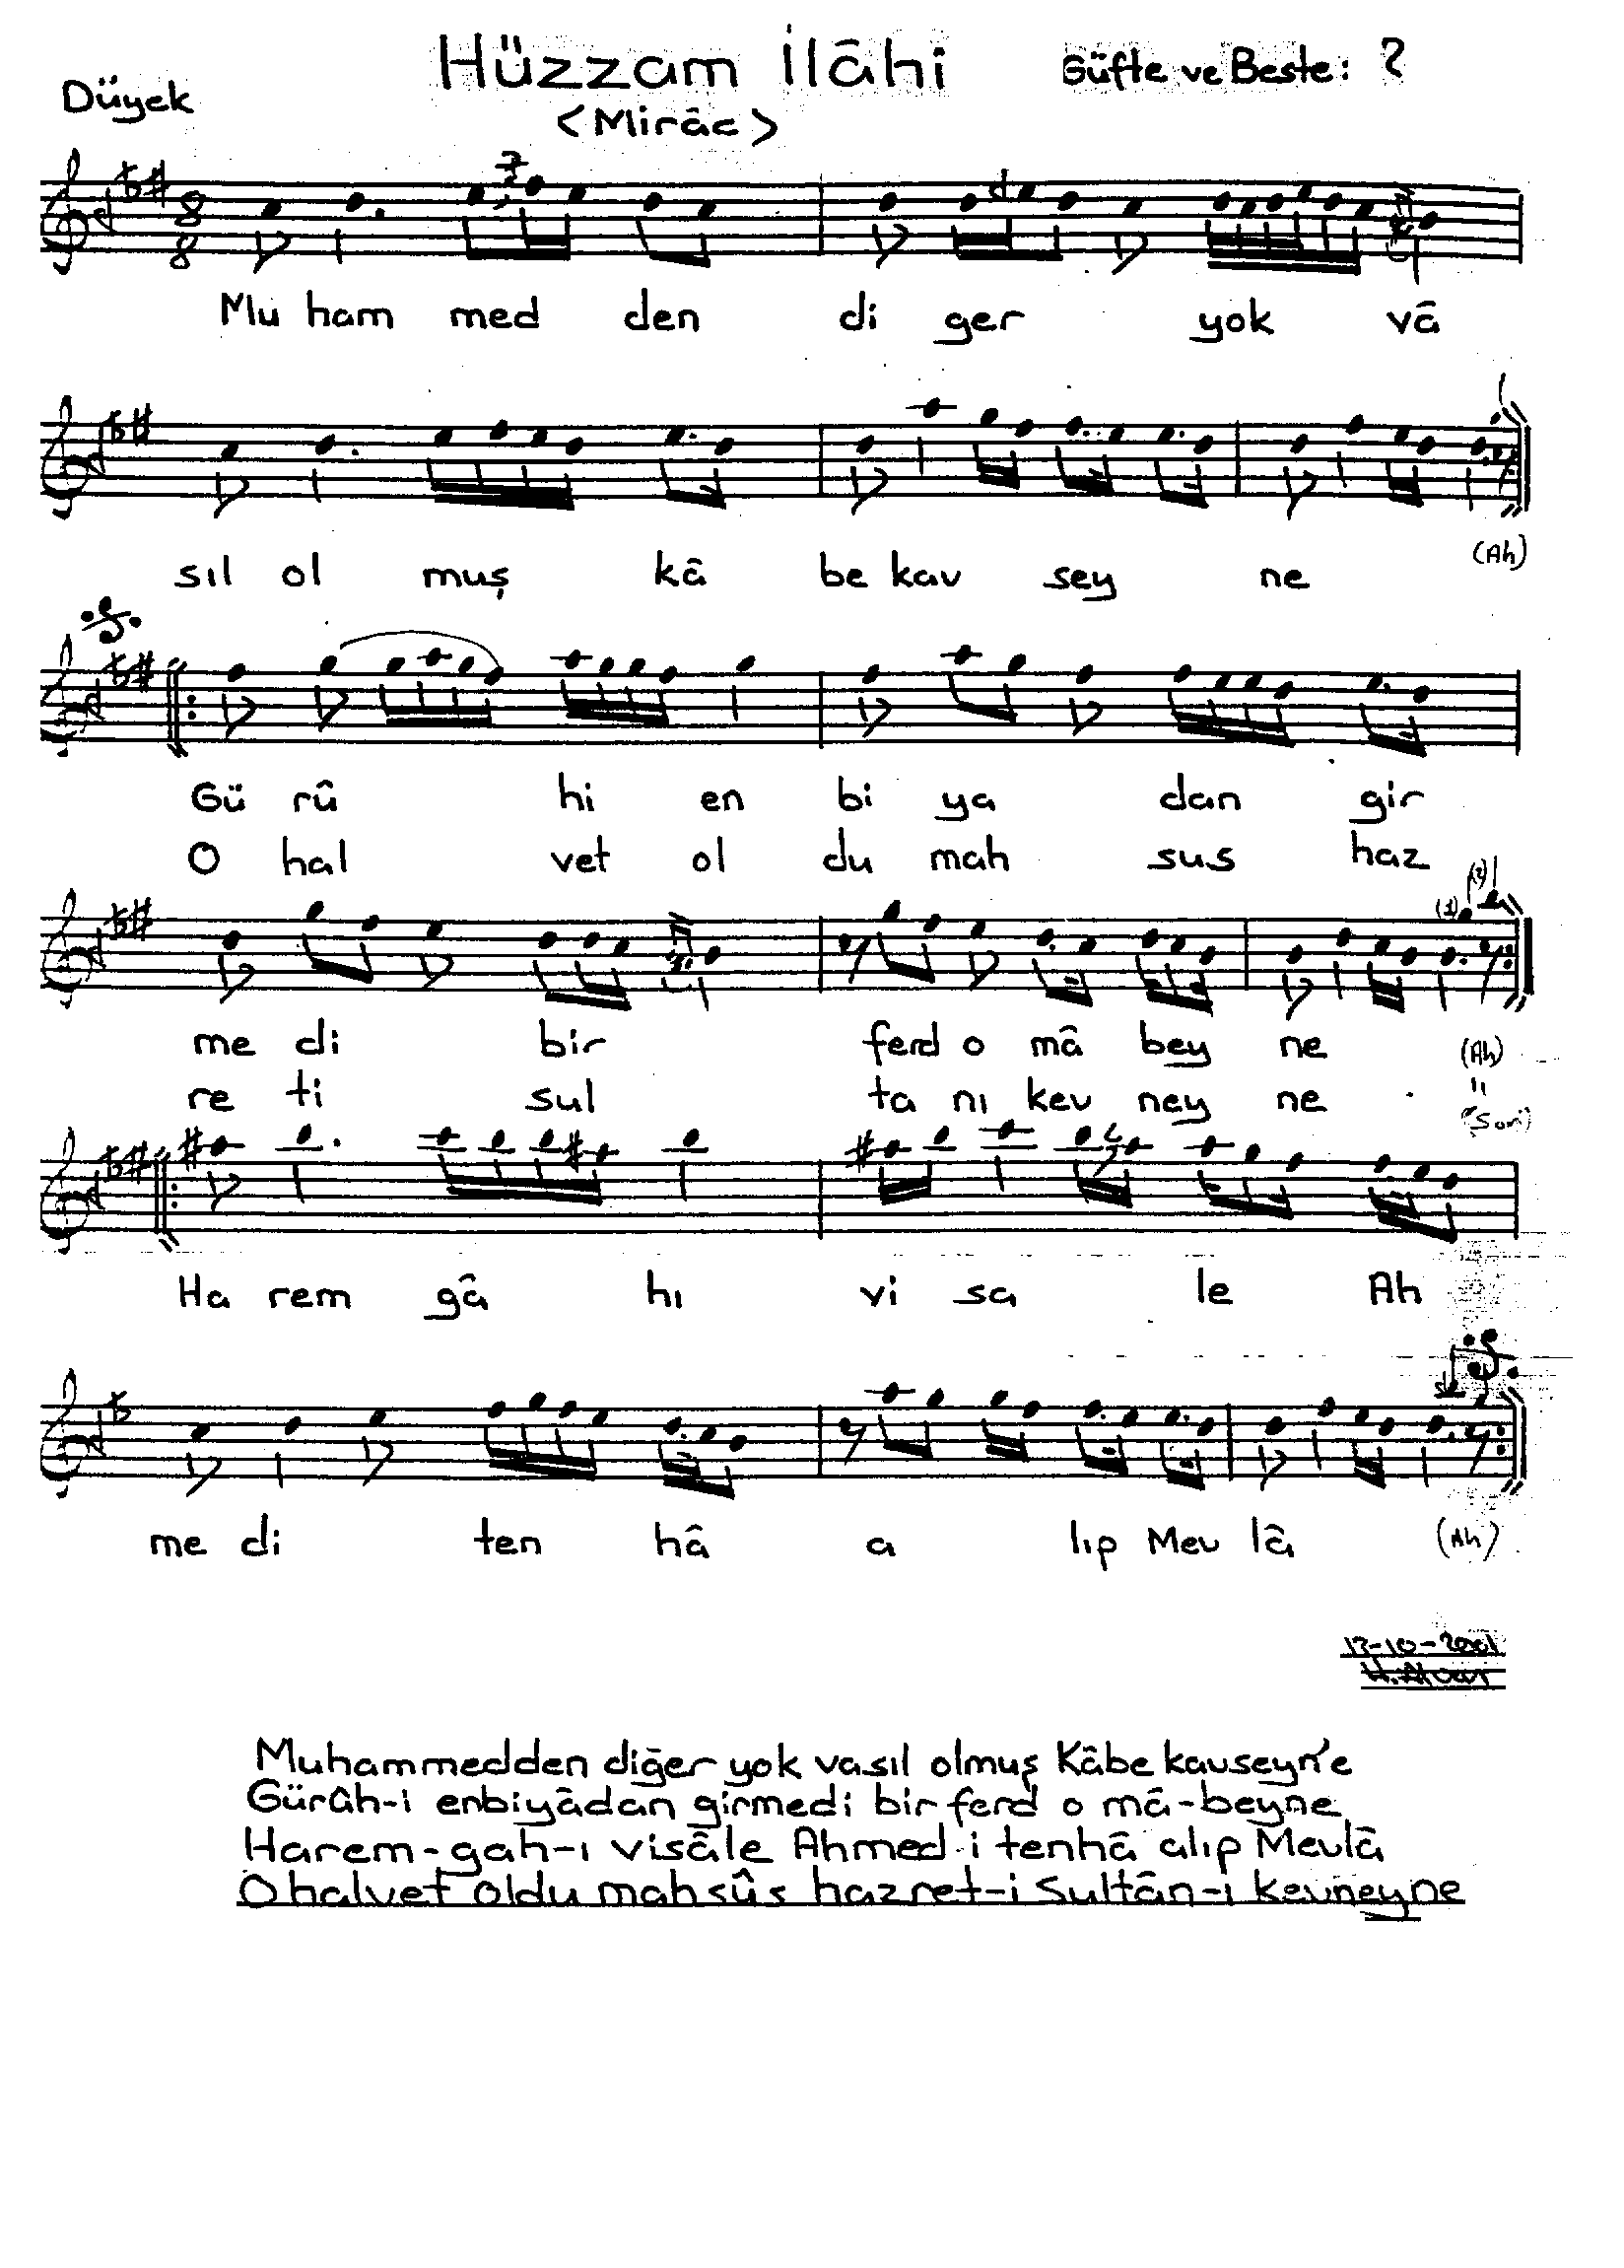 Hüzzam İlâhi
Güfte ve Beste: ?
Düyek
<Mirâc>
8
8
Mu ham med den di ger yok vâ
sıl ol muş kâ be kav sey ne (Ah)
Gü rû hi en bi ya dan gir
O hal vet ol du mah sus haz
(1) (2)
me di bir ferd o mâ bey ne (Ah)
re ti sul ta nı kev ney ne " (Son)
Ha rem gâ hı vi sa le Ah
me di ten hâ a lıp Mev lâ (Ah)
Muhammedden diğer yok vasıl olmuş Kâbe kavseyn'e
Gürûh-i enbiyâdan girmedi bir ferd o mâ-beyne
Harem-gah-ı visâle Ahmed-i tenhâ alıp Mevlâ
O halvet oldu mahsûs hazret-i Sultân-ı kevneyne